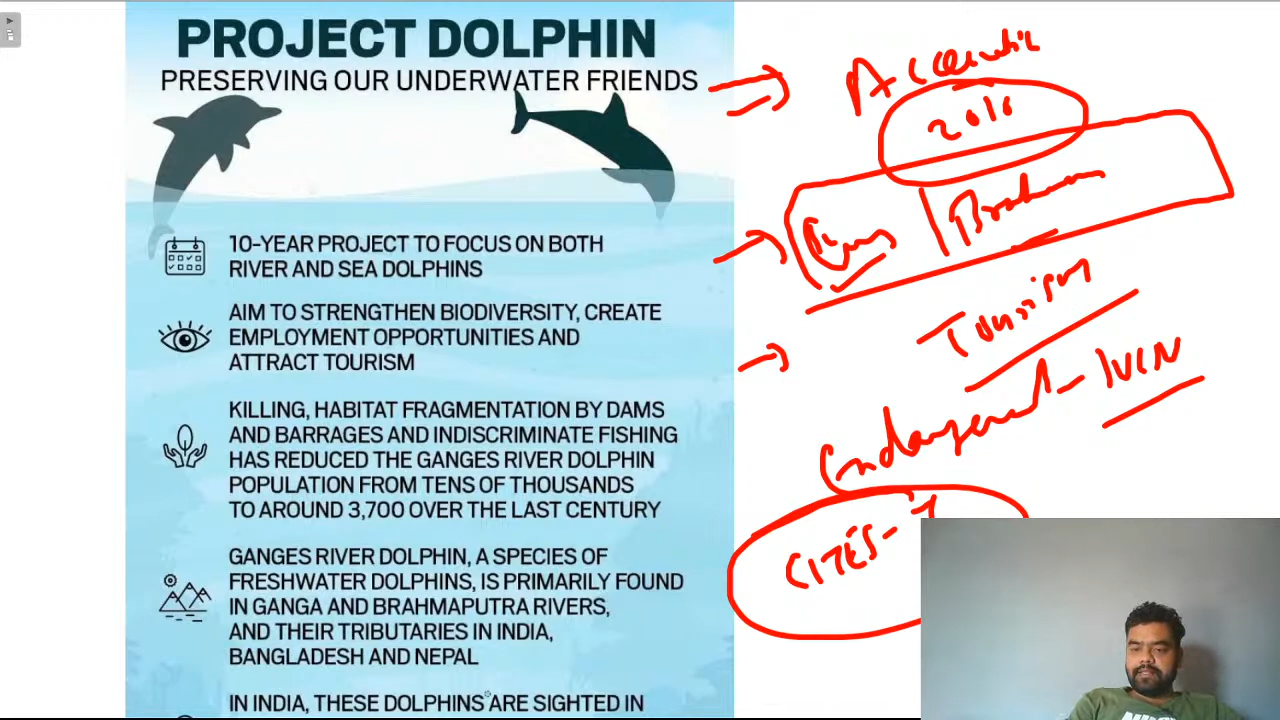 PROJECT DOLPHIN
PRESERVING OUR UNDERWATER FRIENDS
10-YEAR PROJECT TO FOCUS ON BOTH
RIVER AND SEA DOLPHINS
AIM TO STRENGTHEN BIODIVERSITY, CREATE
EMPLOYMENT OPPORTUNITIES AND
ATTRACT TOURISM
KILLING, HABITAT FRAGMENTATION BY DAMS
AND BARRAGES AND INDISCRIMINATE FISHING
HAS REDUCED THE GANGES RIVER DOLPHIN
POPULATION FROM TENS OF THOUSANDS
TO AROUND 3,700 OVER THE LAST CENTURY
GANGES RIVER DOLPHIN, A SPECIES OF
FRESHWATER DOLPHINS, IS PRIMARILY FOUND
IN GANGA AND BRAHMAPUTRA RIVERS,
AND THEIR TRIBUTARIES IN INDIA,
BANGLADESH AND NEPAL
IN INDIA, THESE DOLPHINS ARE SIGHTED IN
2010
Tourism
Endangered - IUCN
CITES - I